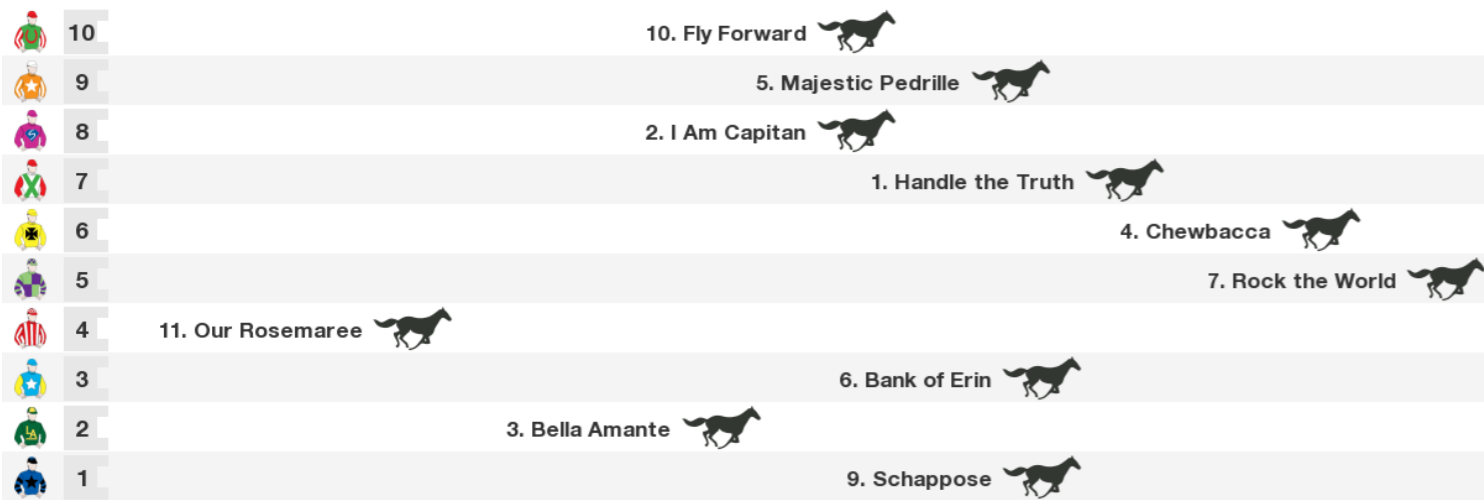 10 10. Fly Forward
9 5. Majestic Pedrille
8 2. I Am Capitan
7 1. Handle the Truth
6 4. Chewbacca
5 7. Rock the World
4 11. Our Rosemaree
3 6. Bank of Erin
2 3. Bella Amante
1 9. Schappose